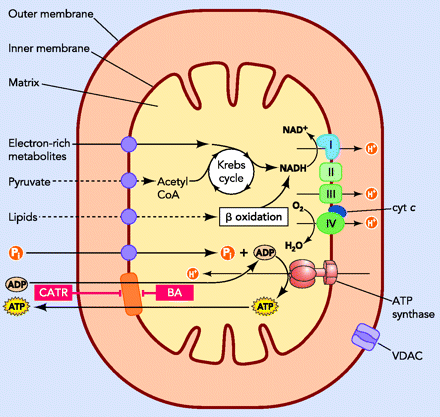 Outer membrane
Inner membrane
Matrix
Electron-rich
metabolites
Pyruvate
Acetyl
CoA
Krebs
cycle
Lipids
β oxidation
NAD+
NADH
I
II
III
IV
H+
H+
H+
cyt c
O2
H2O
Pi
Pi
+
ADP
H+
ADP
CATR
BA
ATP
ATP
ATP
synthase
VDAC